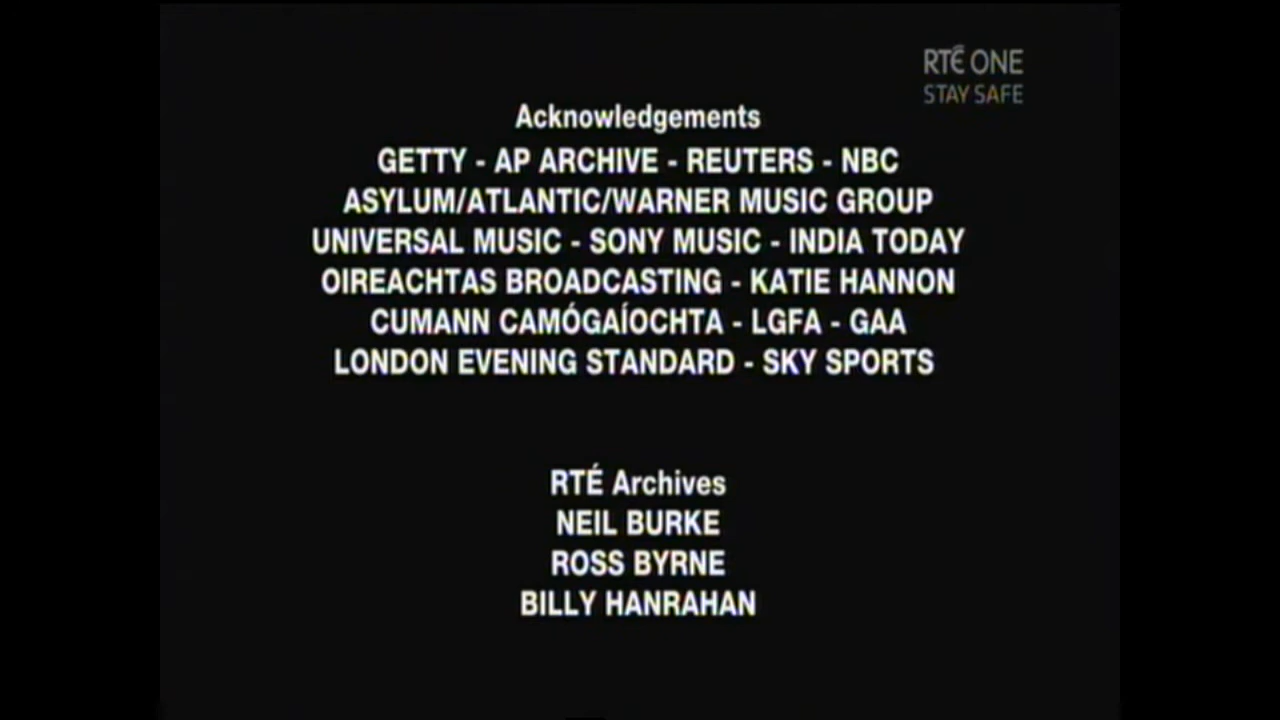 RTÉ ONE
STAY SAFE
Acknowledgements
GETTY - AP ARCHIVE - REUTERS - NBC
ASYLUM/ATLANTIC/WARNER MUSIC GROUP
UNIVERSAL MUSIC - SONY MUSIC - INDIA TODAY
OIREACHTAS BROADCASTING - KATIE HANNON
CUMANN CAMÓGAÍOCHTA - LGFA - GAA
LONDON EVENING STANDARD - SKY SPORTS
RTÉ Archives
NEIL BURKE
ROSS BYRNE
BILLY HANRAHAN